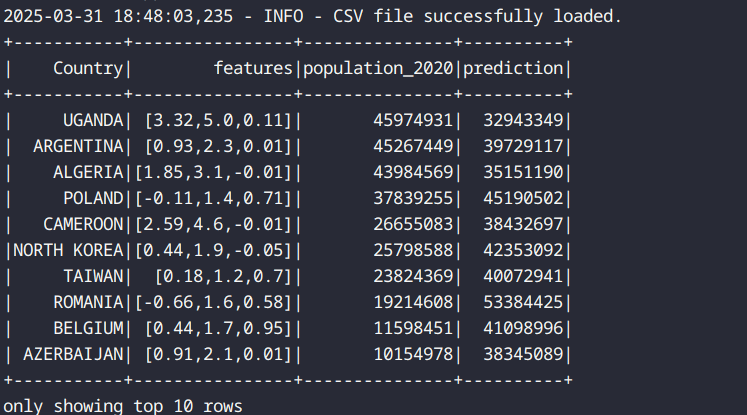 2025-03-31 18:48:03,235 - INFO - CSV file successfully loaded.
+-----------+---------------+---------------+----------+
|    Country|       features|population_2020|prediction|
+-----------+---------------+---------------+----------+
|     UGANDA| [3.32,5.0,0.11]|       45974931|  32943349|
|  ARGENTINA| [0.93,2.3,0.01]|       45267449|  39729117|
|    ALGERIA|[1.85,3.1,-0.01]|       43984569|  35151190|
|     POLAND|[-0.11,1.4,0.71]|       37839255|  45190502|
|   CAMEROON|[2.59,4.6,-0.01]|       26655083|  38432697|
|NORTH KOREA|[0.44,1.9,-0.05]|       25798588|  42353092|
|     TAIWAN|  [0.18,1.2,0.7]|       23824369|  40072941|
|    ROMANIA|[-0.66,1.6,0.58]|       19214608|  53384425|
|    BELGIUM| [0.44,1.7,0.95]|       11598451|  41098996|
| AZERBAIJAN| [0.91,2.1,0.01]|       10154978|  38345089|
+-----------+---------------+---------------+----------+
only showing top 10 rows